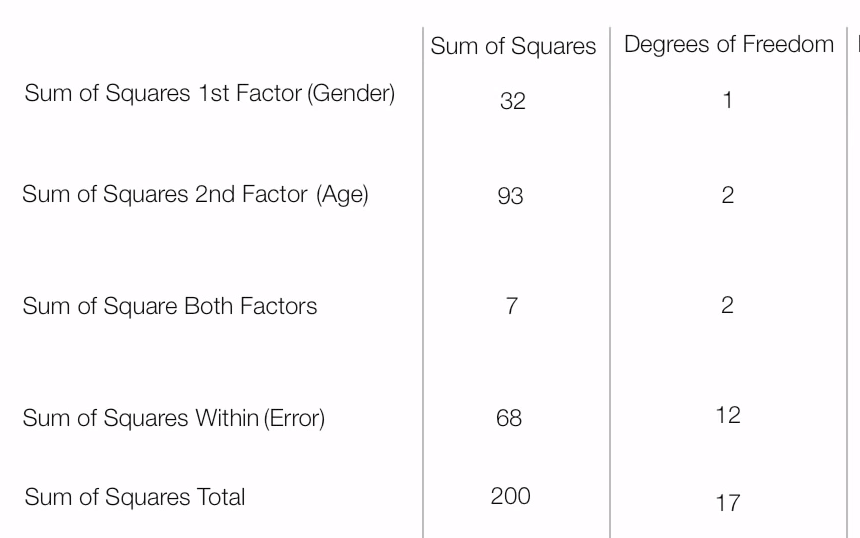 Sum of Squares Degrees of Freedom
Sum of Squares 1st Factor (Gender) 32 1
Sum of Squares 2nd Factor (Age) 93 2
Sum of Square Both Factors 7 2
Sum of Squares Within (Error) 68 12
Sum of Squares Total 200 17